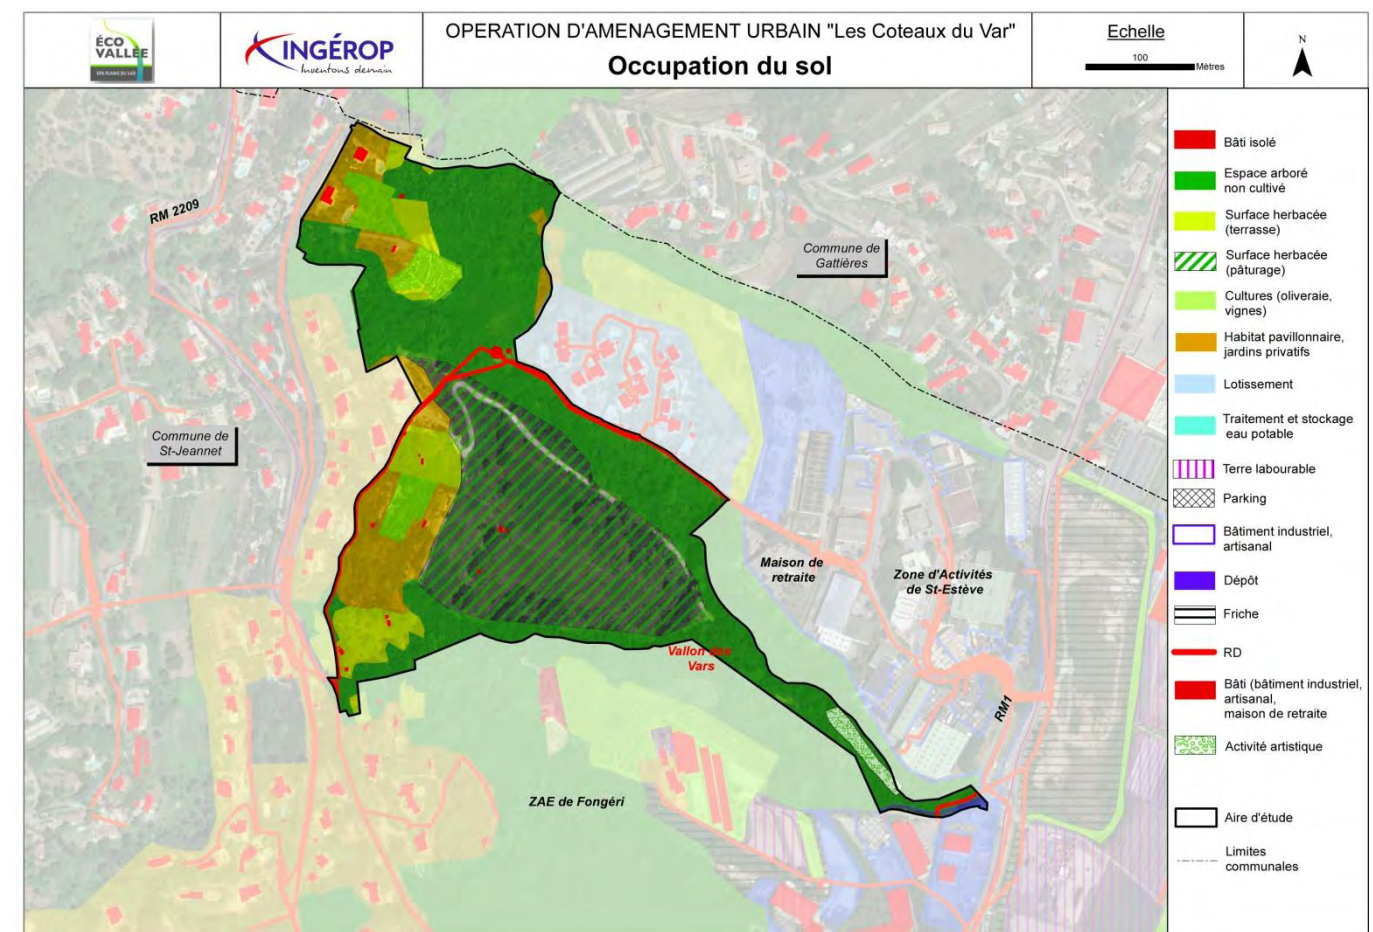 ÉCO
VALLÉE
EPA PLAINE DU VAR
INGÉROP
Inventons demain
OPERATION D'AMENAGEMENT URBAIN "Les Coteaux du Var"
Occupation du sol
Echelle
100
Mètres
N
RM 2209
Commune de
Gattières
Commune de
St-Jeannet
Maison de
retraite
Zone d'Activités
de St-Estève
Vallon des
Vars
RM1
ZAE de Fongéri
Bâti isolé
Espace arboré
non cultivé
Surface herbacée
(terrasse)
Surface herbacée
(pâturage)
Cultures (oliveraie,
vignes)
Habitat pavillonnaire,
jardins privatifs
Lotissement
Traitement et stockage
eau potable
Terre labourable
Parking
Bâtiment industriel,
artisanal
Dépôt
Friche
RD
Bâti (bâtiment industriel,
artisanal,
maison de retraite
Activité artistique
Aire d'étude
Limites
communales